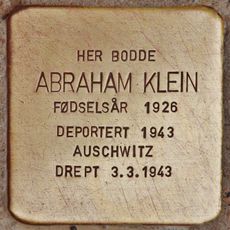 HER BODDE
ABRAHAM KLEIN
FØDSELSÅR 1926
DEPORTERT 1943
AUSCHWITZ
DREPT 3.3.1943